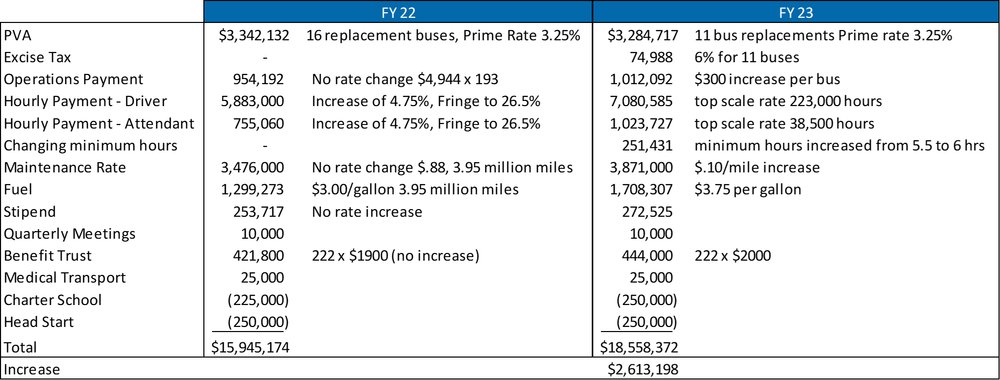 FY 22 FY 23
PVA $3,342,132 16 replacement buses, Prime Rate 3.25% $3,284,717 11 bus replacements Prime rate 3.25%
Excise Tax - 74,988 6% for 11 buses
Operations Payment 954,192 No rate change $4,944 x 193 1,012,092 $300 increase per bus
Hourly Payment - Driver 5,883,000 Increase of 4.75%, Fringe to 26.5% 7,080,585 top scale rate 223,000 hours
Hourly Payment - Attendant 755,060 Increase of 4.75%, Fringe to 26.5% 1,023,727 top scale rate 38,500 hours
Changing minimum hours - 251,431 minimum hours increased from 5.5 to 6 hrs
Maintenance Rate 3,476,000 No rate change $.88, 3.95 million miles 3,871,000 $.10/mile increase
Fuel 1,299,273 $3.00/gallon 3.95 million miles 1,708,307 $3.75 per gallon
Stipend 253,717 No rate increase 272,525
Quarterly Meetings 10,000 10,000
Benefit Trust 421,800 222 x $1900 (no increase) 444,000 222 x $2000
Medical Transport 25,000 25,000
Charter School (225,000) (250,000)
Head Start (250,000) (250,000)
Total $15,945,174 $18,558,372
Increase $2,613,198